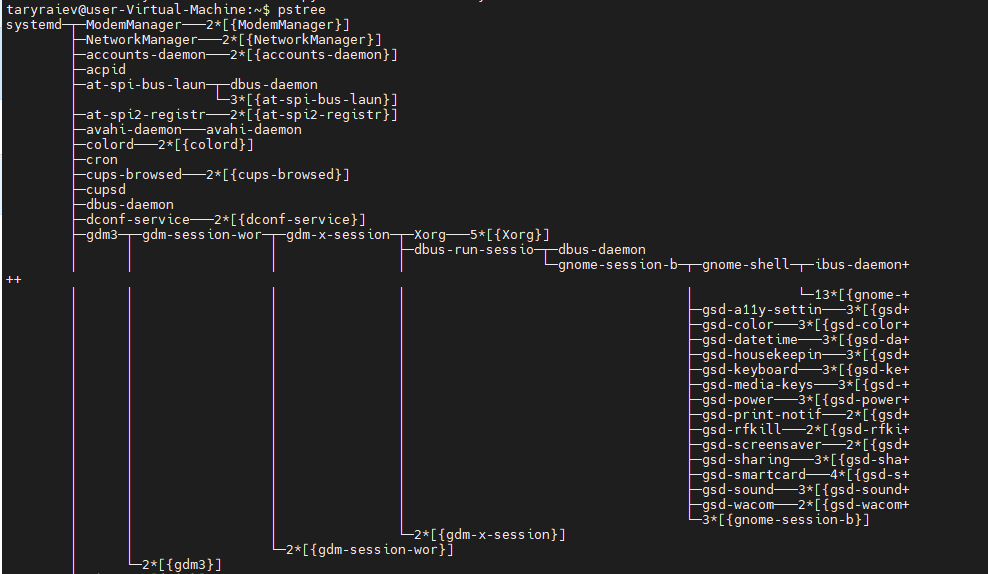 taryraiev@user-Virtual-Machine:~$ pstree
systemd─┬─ModemManager───2*[{ModemManager}]
        ├─NetworkManager───2*[{NetworkManager}]
        ├─accounts-daemon───2*[{accounts-daemon}]
        ├─acpid
        ├─at-spi-bus-laun─┬─dbus-daemon
        │                 └─3*[{at-spi-bus-laun}]
        ├─at-spi2-registr───2*[{at-spi2-registr}]
        ├─avahi-daemon───avahi-daemon
        ├─colord───2*[{colord}]
        ├─cron
        ├─cups-browsed───2*[{cups-browsed}]
        ├─cupsd
        ├─dbus-daemon
        ├─dconf-service───2*[{dconf-service}]
        ├─gdm3─┬─gdm-session-wor─┬─gdm-x-session─┬─Xorg───5*[{Xorg}]
        │      │                 │               ├─dbus-run-sessio─┬─dbus-daemon
        │      │                 │               │                 └─gnome-session-b─┬─gnome-shell─┬─ibus-daemon+
++
        │      │                 │               │                                   │             └─13*[{gnome-+
        │      │                 │               │                                   ├─gsd-a11y-settin───3*[{gsd+
        │      │                 │               │                                   ├─gsd-color───3*[{gsd-color+
        │      │                 │               │                                   ├─gsd-datetime───3*[{gsd-da+
        │      │                 │               │                                   ├─gsd-housekeepin───3*[{gsd+
        │      │                 │               │                                   ├─gsd-keyboard───3*[{gsd-ke+
        │      │                 │               │                                   ├─gsd-media-keys───3*[{gsd-+
        │      │                 │               │                                   ├─gsd-power───3*[{gsd-power+
        │      │                 │               │                                   ├─gsd-print-notif───2*[{gsd+
        │      │                 │               │                                   ├─gsd-rfkill───2*[{gsd-rfki+
        │      │                 │               │                                   ├─gsd-screensaver───2*[{gsd+
        │      │                 │               │                                   ├─gsd-sharing───3*[{gsd-sha+
        │      │                 │               │                                   ├─gsd-smartcard───4*[{gsd-s+
        │      │                 │               │                                   ├─gsd-sound───3*[{gsd-sound+
        │      │                 │               │                                   ├─gsd-wacom───2*[{gsd-wacom+
        │      │                 │               │                                   └─3*[{gnome-session-b}]
        │      │                 │               └─2*[{gdm-x-session}]
        │      │                 └─2*[{gdm-session-wor}]
        │      └─2*[{gdm3}]